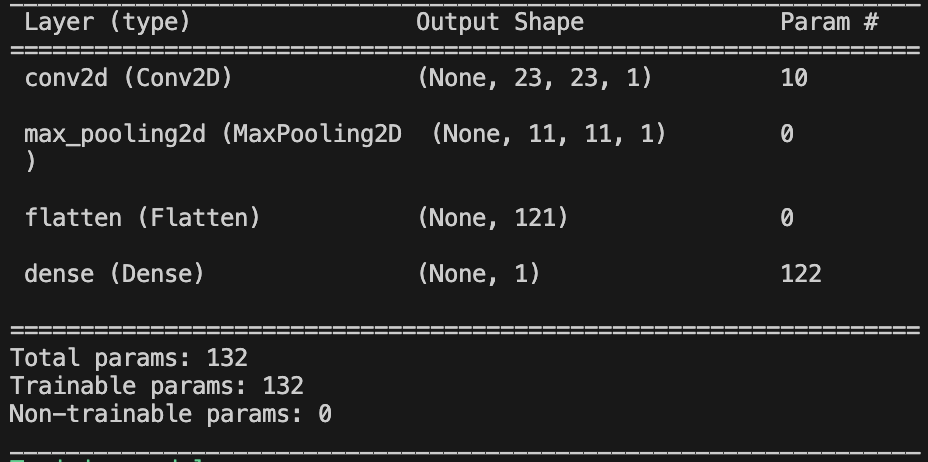 Layer (type) Output Shape Param #
conv2d (Conv2D) (None, 23, 23, 1) 10
max_pooling2d (MaxPooling2D (None, 11, 11, 1) 0
)
flatten (Flatten) (None, 121) 0
dense (Dense) (None, 1) 122
Total params: 132
Trainable params: 132
Non-trainable params: 0